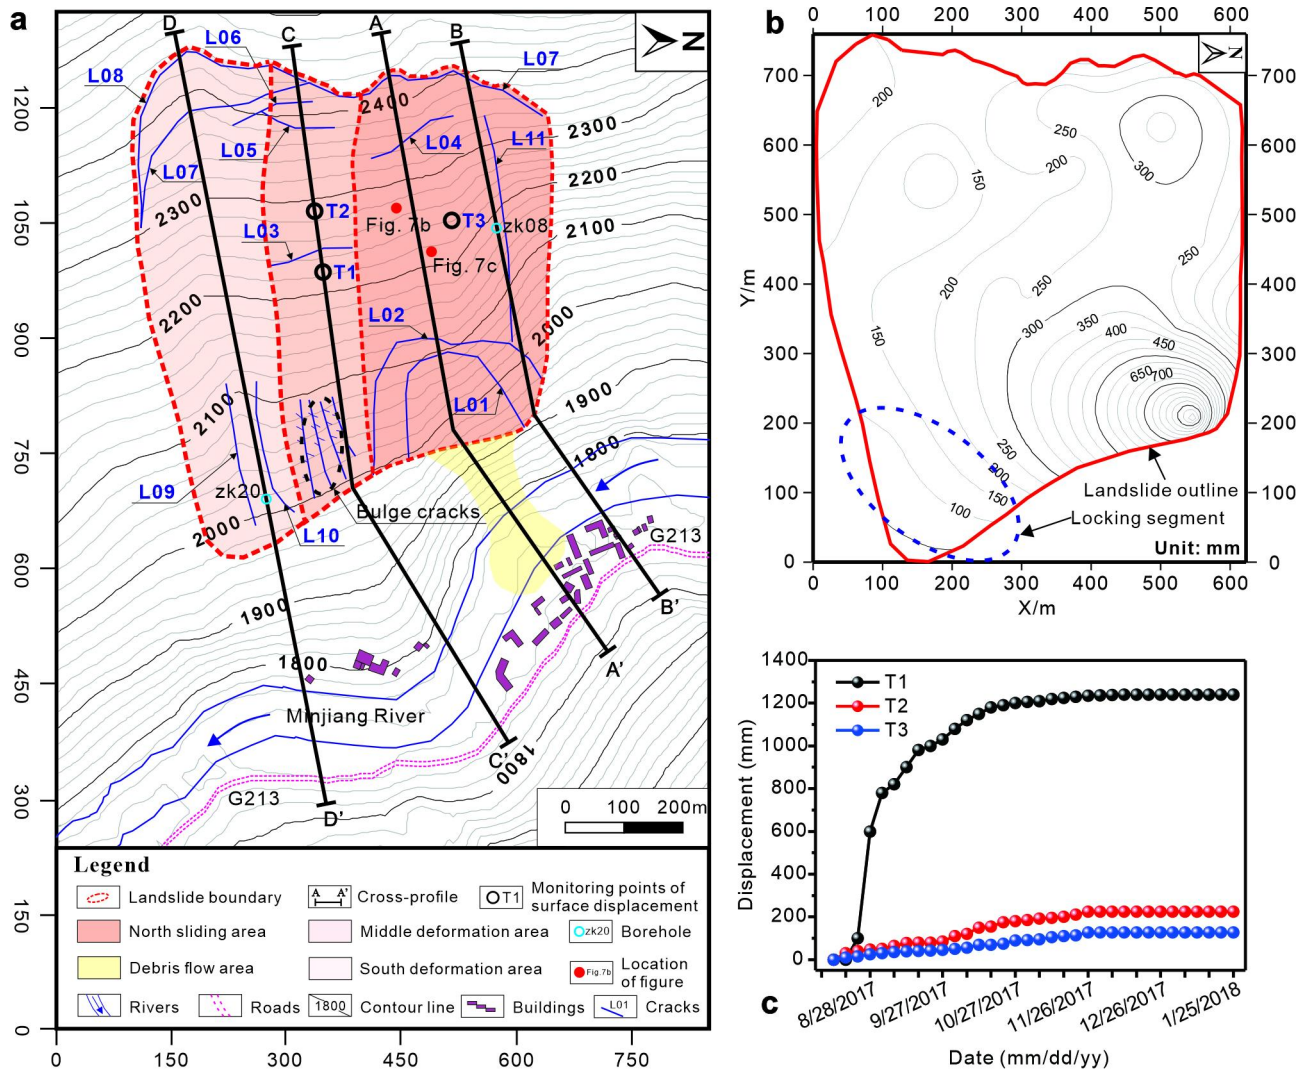 a
D
C
A
B
N
L06
L08
L07
2400
2300
L05
L04
L11
L07
2200
2300
T2
Fig. 7b
T3
zk08
2100
L03
T1
Fig. 7c
2200
L02
2000
2100
L01
1900
L09
zk20
1800
2000
L10
Bulge cracks
G213
1900
B'
1800
A'
Minjiang River
C'
1800
G213
D'
0 100 200m
1200
1050
900
750
600
450
300
150
0
0 150 300 450 600 750
Legend
Landslide boundary
A A' Cross-profile
T1 Monitoring points of
surface displacement
North sliding area
Middle deformation area
zk20 Borehole
Debris flow area
South deformation area
Fig.7b Location
of figure
Rivers
Roads
1800 Contour line
Buildings
L01 Cracks
b
0 100 200 300 400 500 600
N
700
600
500
400
300
200
100
0
Y/m
700
600
500
400
300
200
100
0
200
250
200
150
300
250
200
250
150
300
350
400
450
650
700
250
200
150
100
Landslide outline
Locking segment
Unit: mm
0 100 200 300 400 500 600
X/m
c
1400
1200
1000
800
600
400
200
0
Displacement (mm)
T1
T2
T3
8/28/2017
9/27/2017
10/27/2017
11/26/2017
12/26/2017
1/25/2018
Date (mm/dd/yy)